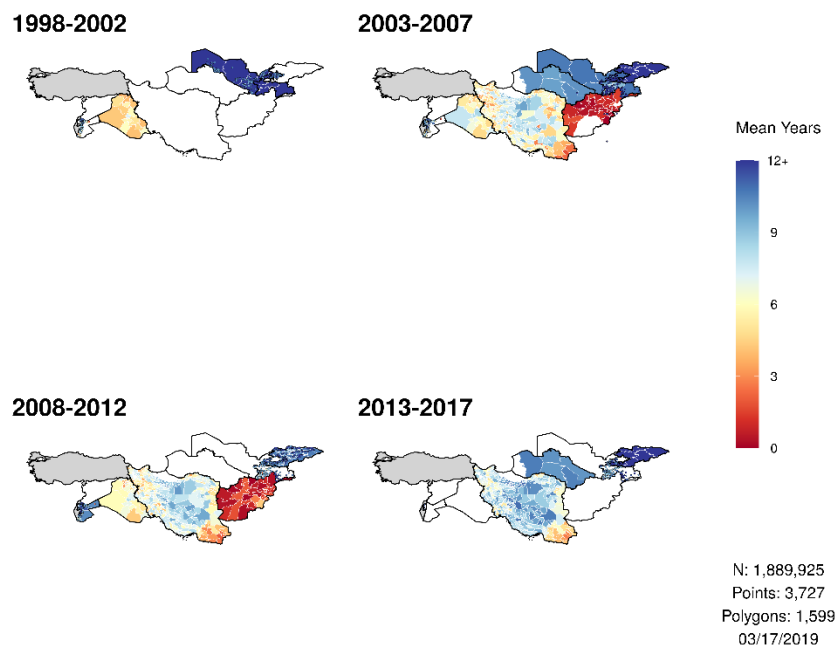 1998-2002
2003-2007
Mean Years
12+
9
6
3
0
2008-2012
2013-2017
N: 1,889,925
Points: 3,727
Polygons: 1,599
03/17/2019